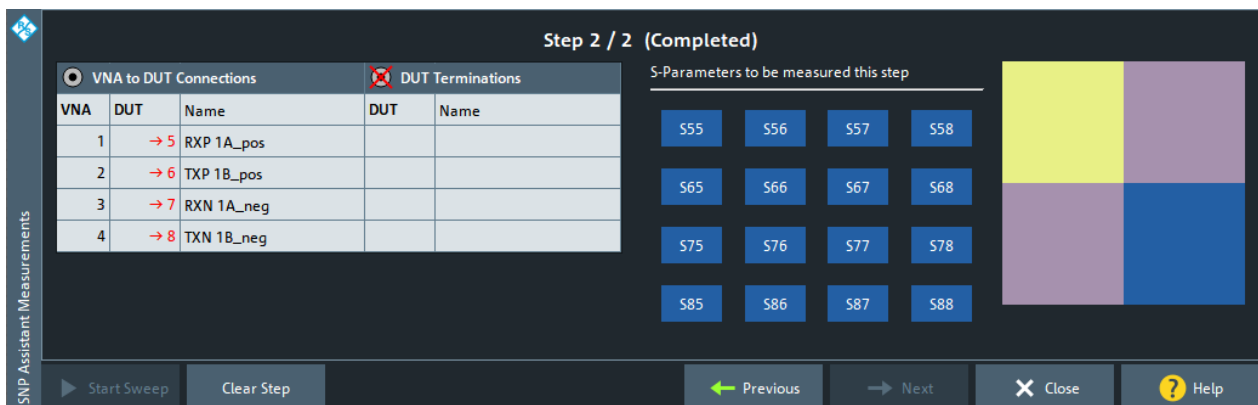 Step 2 / 2 (Completed)
VNA to DUT Connections
DUT Terminations
VNA DUT Name DUT Name
1 → 5 RXP 1A_pos
2 → 6 TXP 1B_pos
3 → 7 RXN 1A_neg
4 → 8 TXN 1B_neg
S-Parameters to be measured this step
S55 S56 S57 S58
S65 S66 S67 S68
S75 S76 S77 S78
S85 S86 S87 S88
SNP Assistant Measurements
Start Sweep
Clear Step
Previous
Next
Close
? Help
R&S